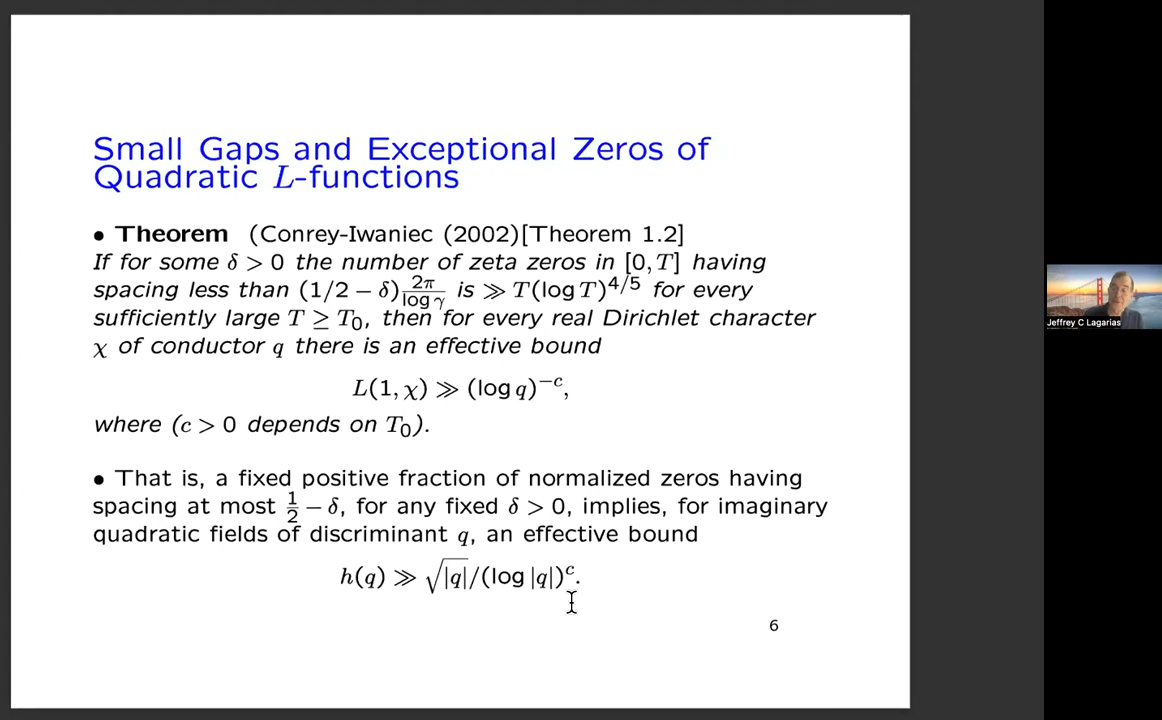 Small Gaps and Exceptional Zeros of
Quadratic L-functions
• Theorem (Conrey-Iwaniec (2002)[Theorem 1.2]
If for some δ > 0 the number of zeta zeros in [0, T] having
spacing less than (1/2 − δ) 2π/log γ is ≫ T(log T)^{4/5} for every
sufficiently large T ≥ T₀, then for every real Dirichlet character
χ of conductor q there is an effective bound
L(1, χ) ≫ (log q)^{−c},
where (c > 0 depends on T₀).
• That is, a fixed positive fraction of normalized zeros having
spacing at most 1/2 − δ, for any fixed δ > 0, implies, for imaginary
quadratic fields of discriminant q, an effective bound
h(q) ≫ √|q|/(log |q|)^c.
6
Jeffrey C Lagarias